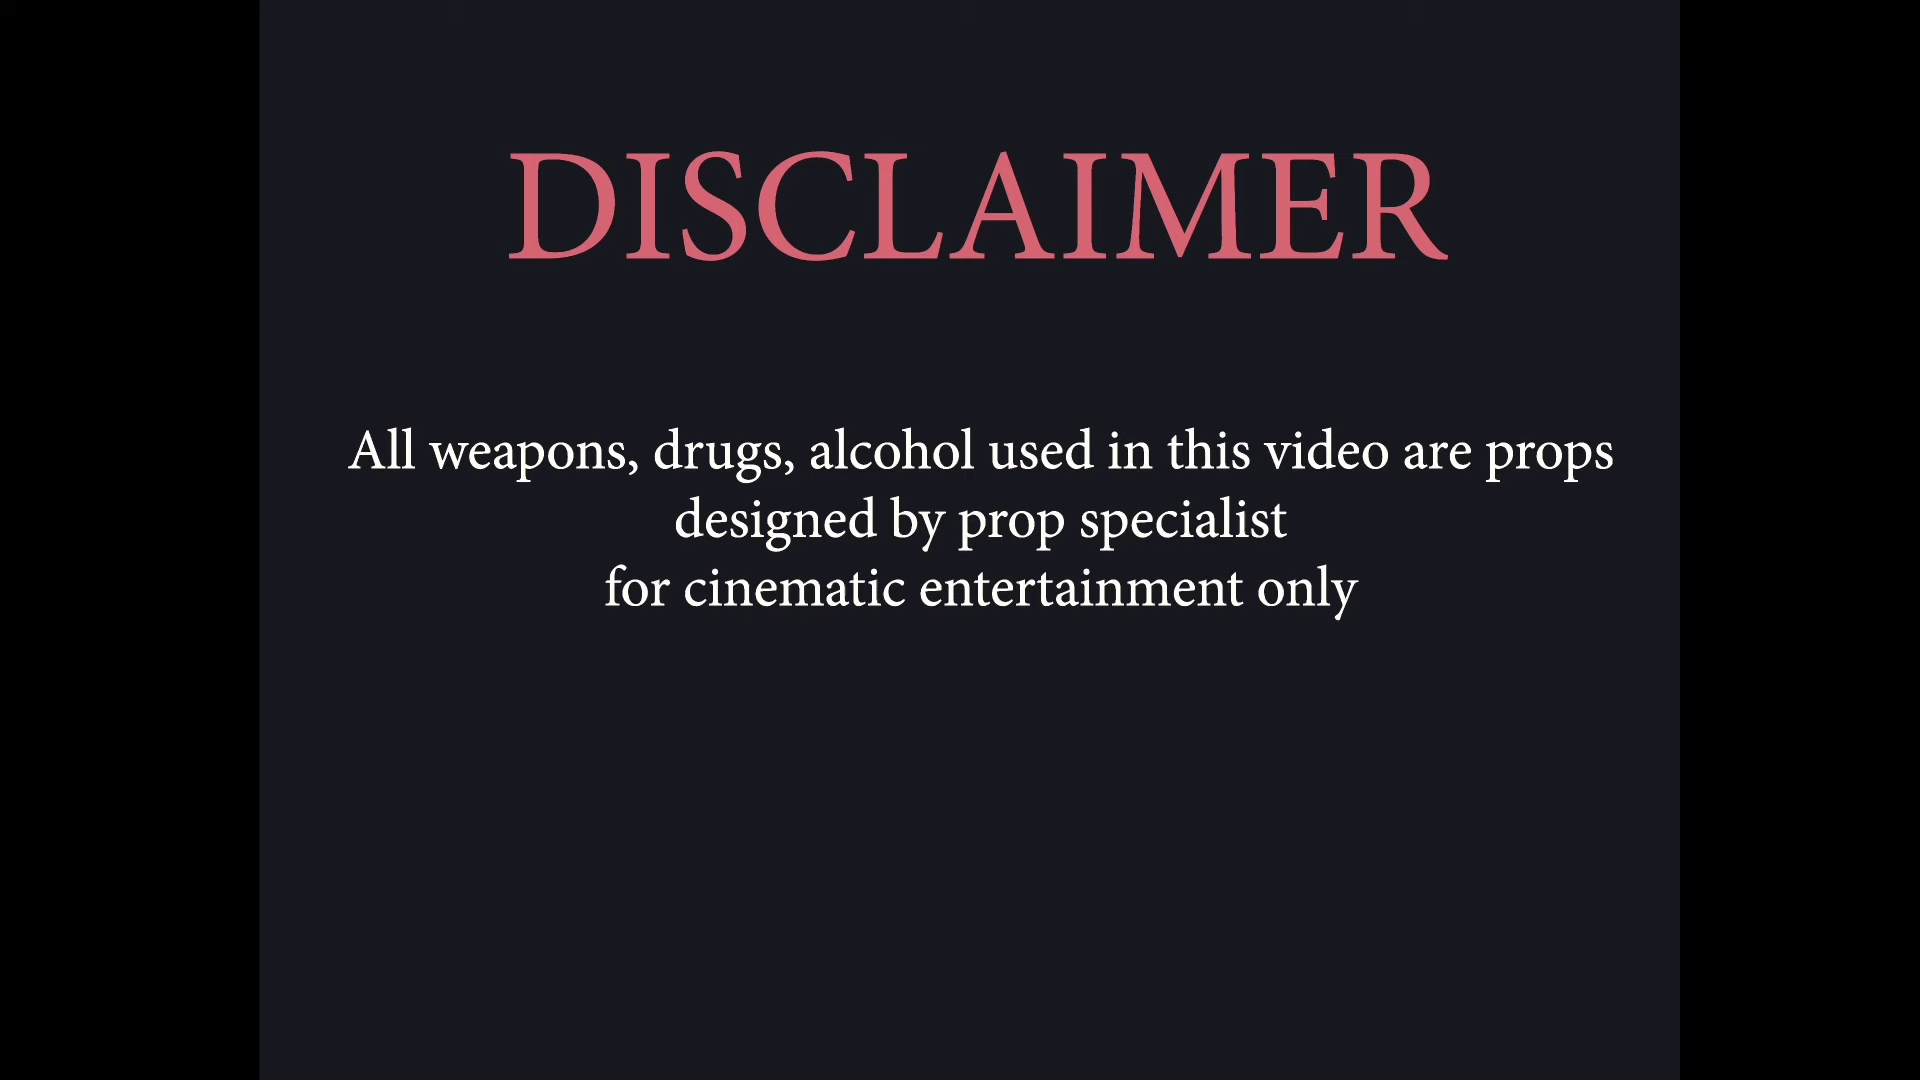 DISCLAIMER
All weapons, drugs, alcohol used in this video are props
designed by prop specialist
for cinematic entertainment only